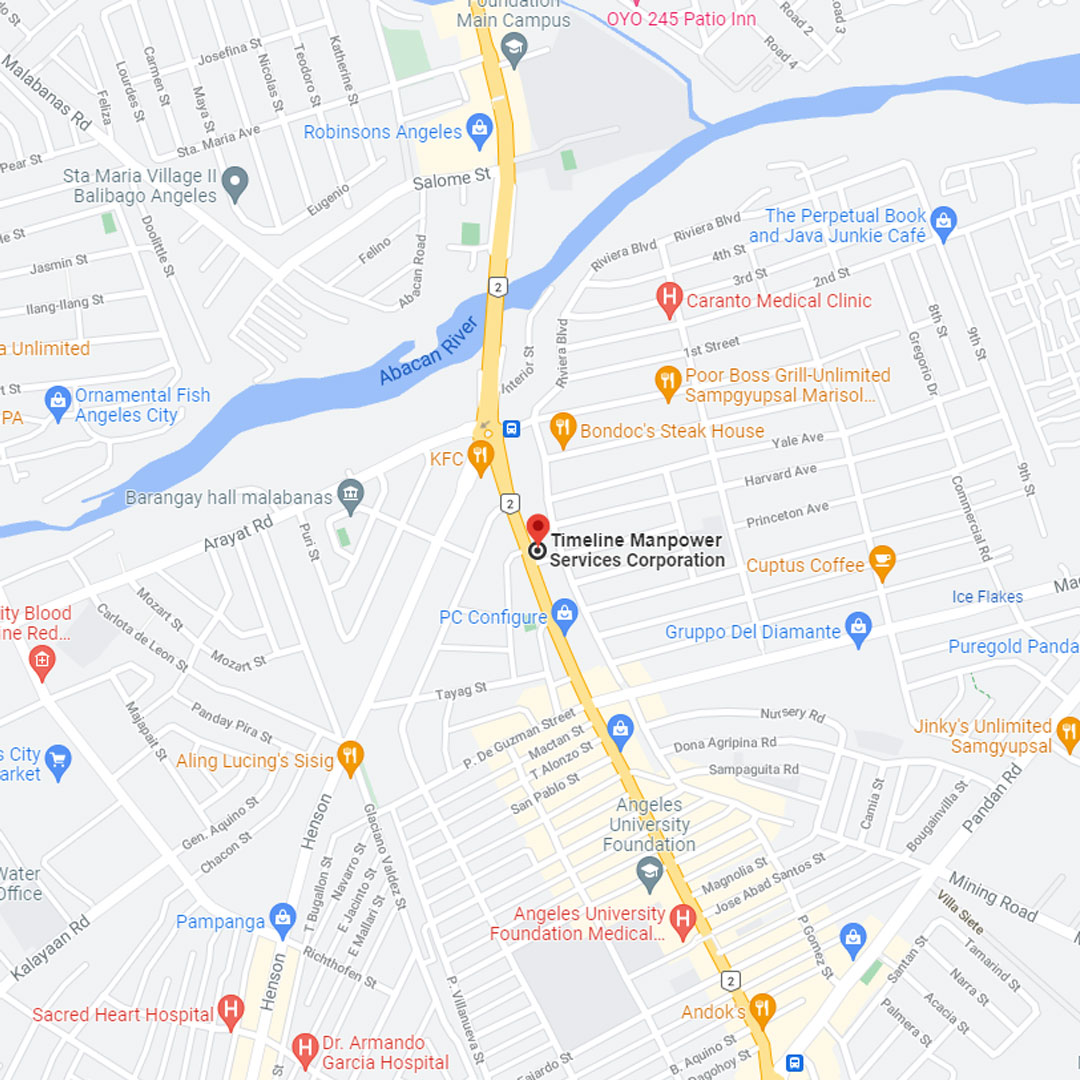 Foundation
Main Campus
OYO 245 Patio Inn
Road 2
Road 3
Road 4
Josefina St
Katherine St
Teodoro St
Nicolas St
Carmen St
Lourdes St
Maya St
Feliza
Malabanas Rd
Sta. Maria Ave
Robinsons Angeles
Pear St
Salome St
Sta Maria Village II
Balibago Angeles
Eugenio
Doolittle St
Felino
Abacan Road
Jasmin St
Ilang-Ilang St
Riviera Blvd
Riviera Blvd
The Perpetual Book
and Java Junkie Café
4th St
3rd St
2nd St
2
Caranto Medical Clinic
8th St
9th St
Abacan River
Interior St
Riviera Blvd
1st Street
Gregorio Dr
a Unlimited
Poor Boss Grill-Unlimited
Sampgyupsal Marisol...
Ornamental Fish
Angeles City
PA
Bondoc's Steak House
Yale Ave
KFC
Harvard Ave
9th St
Barangay hall malabanas
2
Commercial Rd
Princeton Ave
Arayat Rd
Puri St
Timeline Manpower
Services Corporation
Cuptus Coffee
Ice Flakes
Mozart St
Carlota de Leon St
ity Blood
ine Red...
PC Configure
Gruppo Del Diamante
Puregold Panda
Mozart St
Tayag St
Majapait St
Panday Pira St
P. De Guzman Street
Nursery Rd
Jinky's Unlimited
Samgyupsal
Mactan St
Dona Agripina Rd
s City
arket
Aling Lucing's Sisig
T Alonzo St
Sampaguita Rd
San Pablo St
Pandan Rd
Camia St
Bougainvilla St
Gen. Aquino St
Henson
Glaciano Valdez St
Angeles
University
Foundation
Chacon St
Water
Office
T Bugallon St
Navarro St
E Jacinto St
E Mallari St
Magnolia St
Jose Abad Santos St
Mining Road
Villa Siete
Pampanga
Angeles University
Foundation Medical...
P Gomez St
Kalayaan Rd
Richthofen St
Santan St
Tamarind St
Henson
P. Villanueva St
2
Narra St
Acacia St
Palmera St
Sacred Heart Hospital
Andok's
Dr. Armando
Garcia Hospital
B. Aquino St
Dagohoy St
Fajardo St